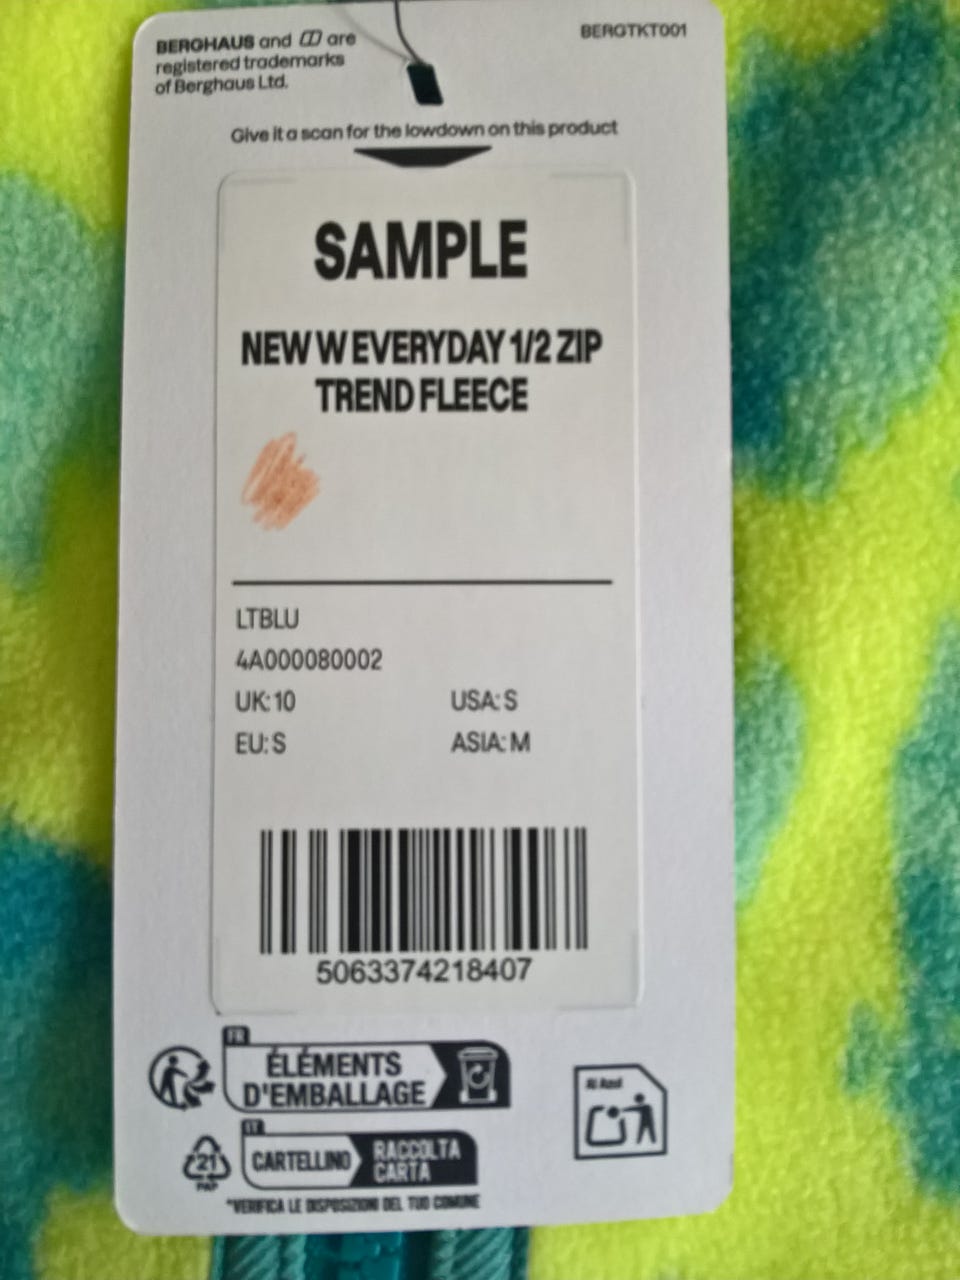 BERGHAUS and are
registered trademarks
of Berghaus Ltd.
BERGTKT001
Give it a scan for the lowdown on this product
SAMPLE
NEW W EVERYDAY 1/2 ZIP
TREND FLEECE
LTBLU
4A000080002
UK: 10 USA: S
EU: S ASIA: M
5063374218407
FR
ÉLÉMENTS
D'EMBALLAGE
Al Azul
IT
CARTELLINO
RACCOLTA
CARTA
21
PAP
*VERIFICA LE DISPOSIZIONI DEL TUO COMUNE